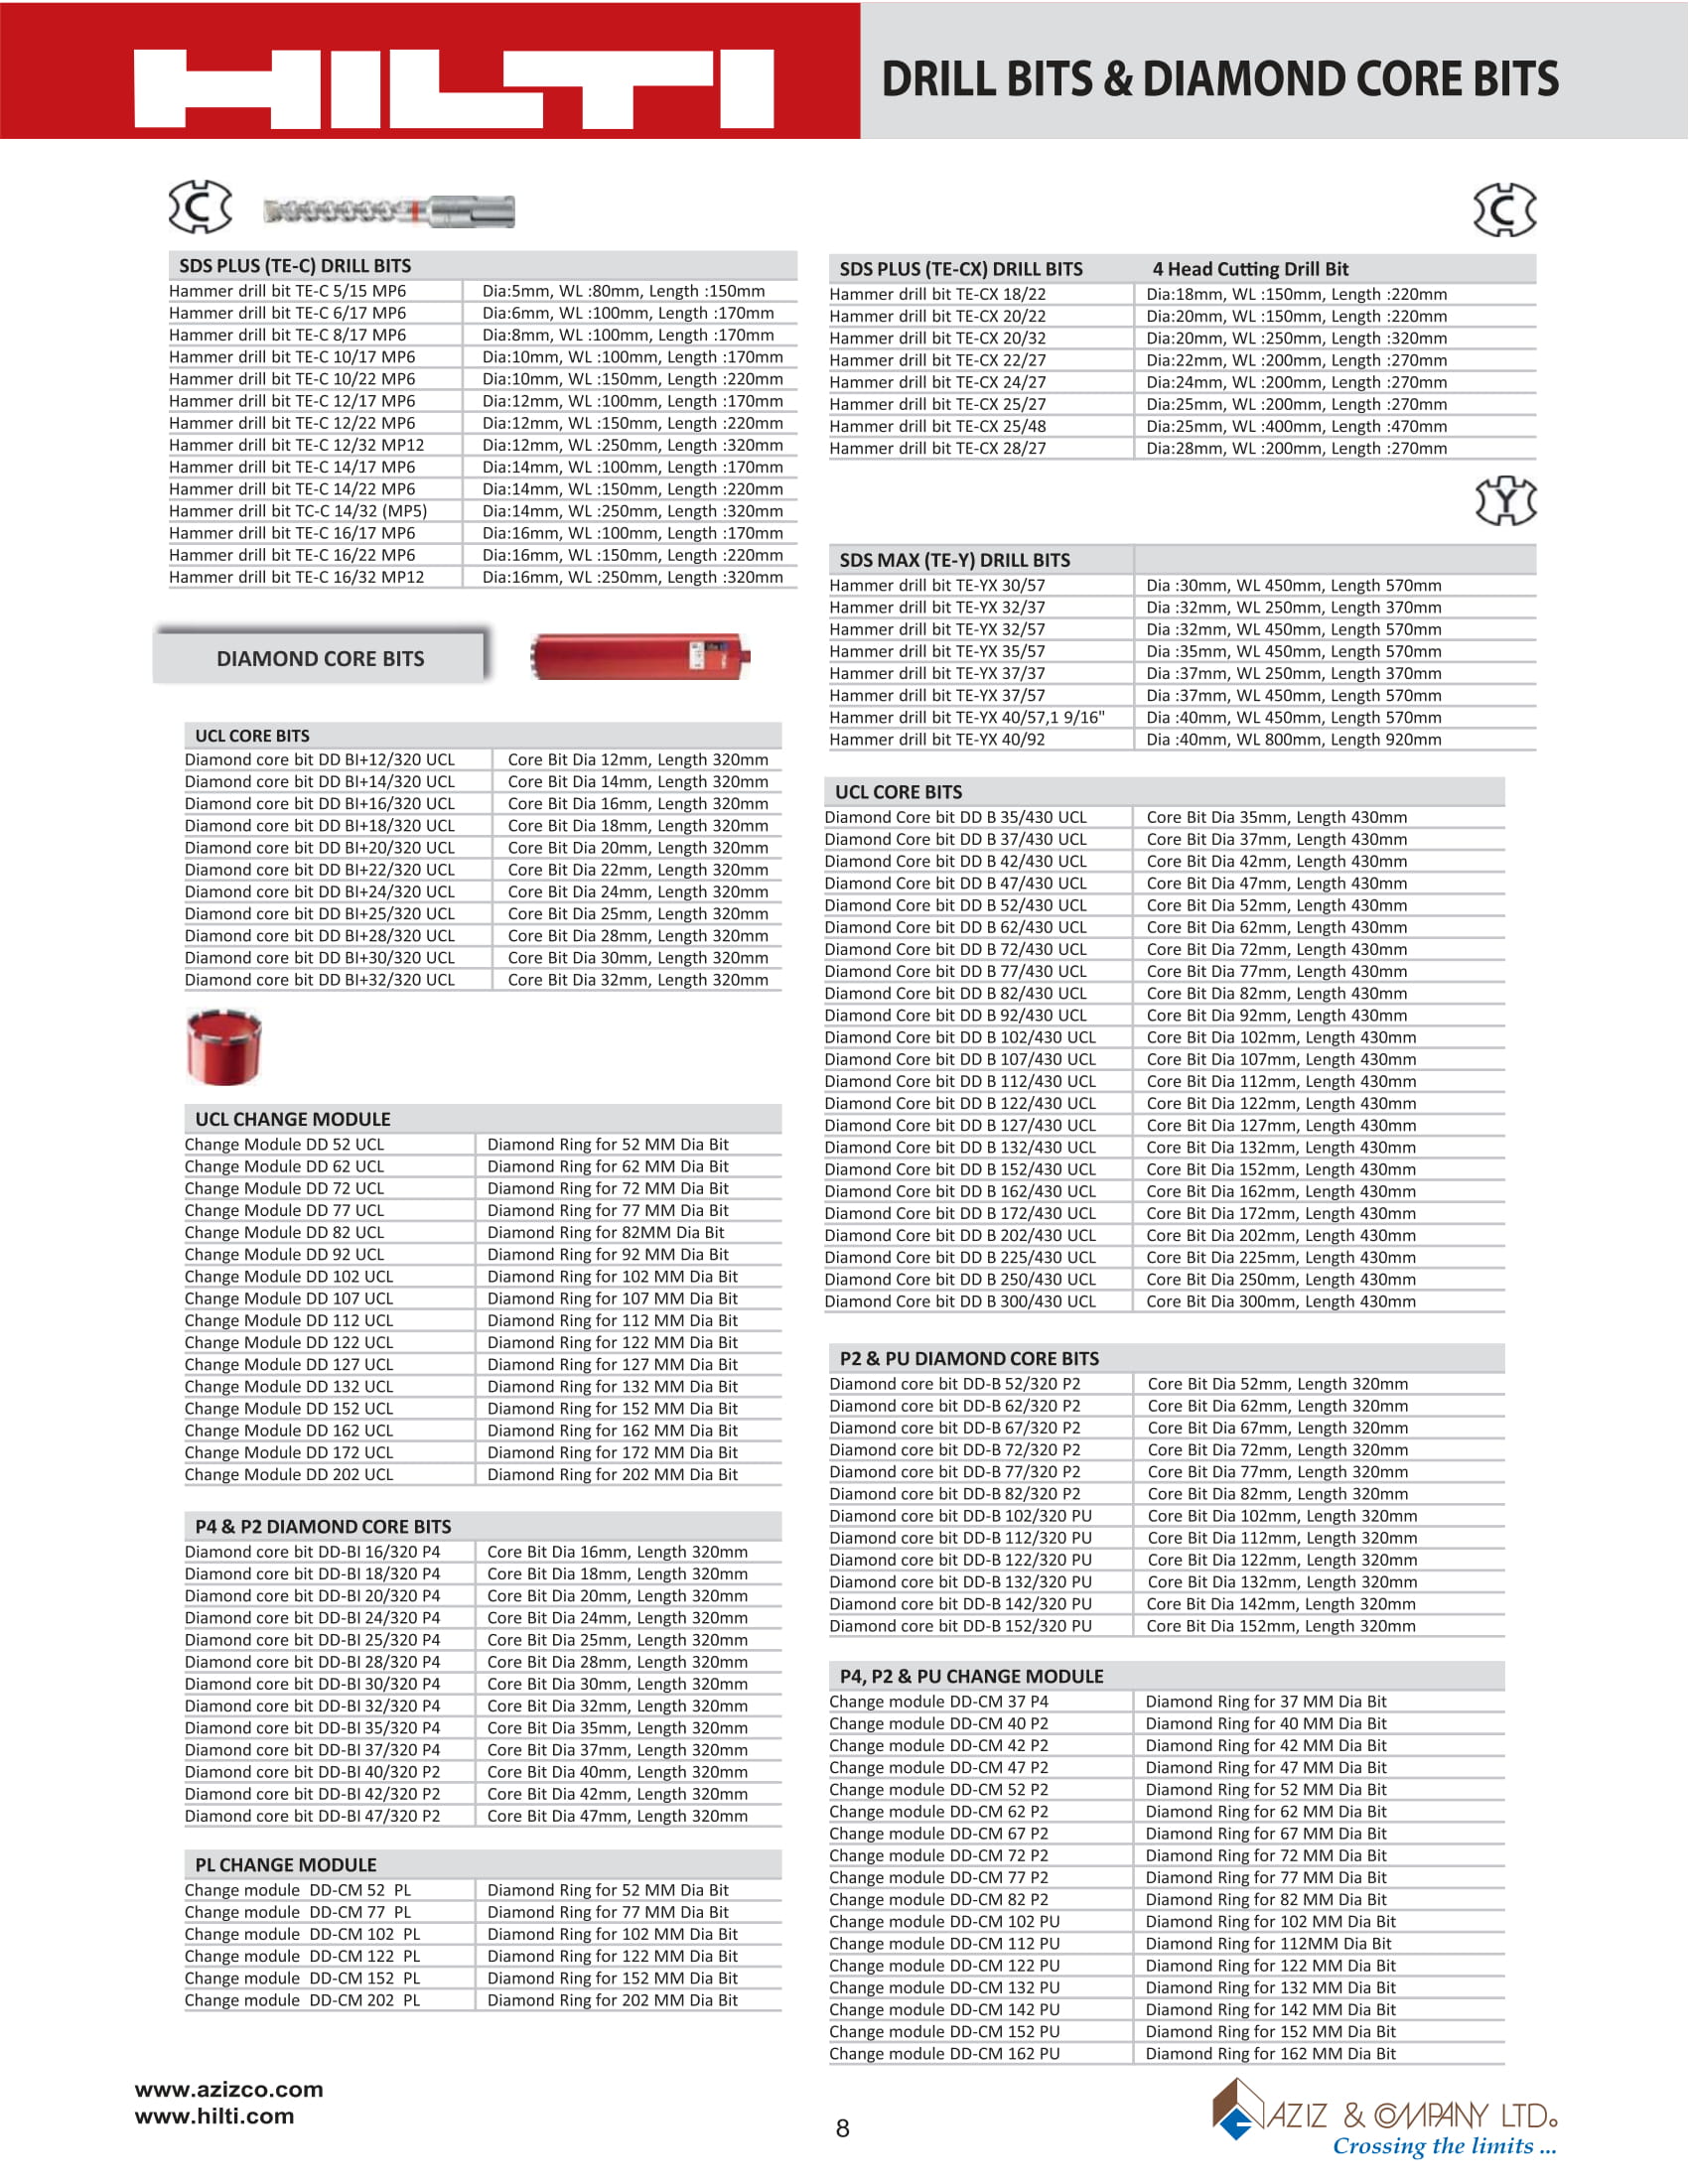 HILTI
DRILL BITS & DIAMOND CORE BITS
C
SDS PLUS (TE-C) DRILL BITS
Hammer drill bit TE-C 5/15 MP6 Dia:5mm, WL :80mm, Length :150mm
Hammer drill bit TE-C 6/17 MP6 Dia:6mm, WL :100mm, Length :170mm
Hammer drill bit TE-C 8/17 MP6 Dia:8mm, WL :100mm, Length :170mm
Hammer drill bit TE-C 10/17 MP6 Dia:10mm, WL :100mm, Length :170mm
Hammer drill bit TE-C 10/22 MP6 Dia:10mm, WL :150mm, Length :220mm
Hammer drill bit TE-C 12/17 MP6 Dia:12mm, WL :100mm, Length :170mm
Hammer drill bit TE-C 12/22 MP6 Dia:12mm, WL :150mm, Length :220mm
Hammer drill bit TE-C 12/32 MP12 Dia:12mm, WL :250mm, Length :320mm
Hammer drill bit TE-C 14/17 MP6 Dia:14mm, WL :100mm, Length :170mm
Hammer drill bit TE-C 14/22 MP6 Dia:14mm, WL :150mm, Length :220mm
Hammer drill bit TC-C 14/32 (MP5) Dia:14mm, WL :250mm, Length :320mm
Hammer drill bit TE-C 16/17 MP6 Dia:16mm, WL :100mm, Length :170mm
Hammer drill bit TE-C 16/22 MP6 Dia:16mm, WL :150mm, Length :220mm
Hammer drill bit TE-C 16/32 MP12 Dia:16mm, WL :250mm, Length :320mm
DIAMOND CORE BITS
UCL CORE BITS
Diamond core bit DD BI+12/320 UCL Core Bit Dia 12mm, Length 320mm
Diamond core bit DD BI+14/320 UCL Core Bit Dia 14mm, Length 320mm
Diamond core bit DD BI+16/320 UCL Core Bit Dia 16mm, Length 320mm
Diamond core bit DD BI+18/320 UCL Core Bit Dia 18mm, Length 320mm
Diamond core bit DD BI+20/320 UCL Core Bit Dia 20mm, Length 320mm
Diamond core bit DD BI+22/320 UCL Core Bit Dia 22mm, Length 320mm
Diamond core bit DD BI+24/320 UCL Core Bit Dia 24mm, Length 320mm
Diamond core bit DD BI+25/320 UCL Core Bit Dia 25mm, Length 320mm
Diamond core bit DD BI+28/320 UCL Core Bit Dia 28mm, Length 320mm
Diamond core bit DD BI+30/320 UCL Core Bit Dia 30mm, Length 320mm
Diamond core bit DD BI+32/320 UCL Core Bit Dia 32mm, Length 320mm
UCL CHANGE MODULE
Change Module DD 52 UCL Diamond Ring for 52 MM Dia Bit
Change Module DD 62 UCL Diamond Ring for 62 MM Dia Bit
Change Module DD 72 UCL Diamond Ring for 72 MM Dia Bit
Change Module DD 77 UCL Diamond Ring for 77 MM Dia Bit
Change Module DD 82 UCL Diamond Ring for 82MM Dia Bit
Change Module DD 92 UCL Diamond Ring for 92 MM Dia Bit
Change Module DD 102 UCL Diamond Ring for 102 MM Dia Bit
Change Module DD 107 UCL Diamond Ring for 107 MM Dia Bit
Change Module DD 112 UCL Diamond Ring for 112 MM Dia Bit
Change Module DD 122 UCL Diamond Ring for 122 MM Dia Bit
Change Module DD 127 UCL Diamond Ring for 127 MM Dia Bit
Change Module DD 132 UCL Diamond Ring for 132 MM Dia Bit
Change Module DD 152 UCL Diamond Ring for 152 MM Dia Bit
Change Module DD 162 UCL Diamond Ring for 162 MM Dia Bit
Change Module DD 172 UCL Diamond Ring for 172 MM Dia Bit
Change Module DD 202 UCL Diamond Ring for 202 MM Dia Bit
P4 & P2 DIAMOND CORE BITS
Diamond core bit DD-BI 16/320 P4 Core Bit Dia 16mm, Length 320mm
Diamond core bit DD-BI 18/320 P4 Core Bit Dia 18mm, Length 320mm
Diamond core bit DD-BI 20/320 P4 Core Bit Dia 20mm, Length 320mm
Diamond core bit DD-BI 24/320 P4 Core Bit Dia 24mm, Length 320mm
Diamond core bit DD-BI 25/320 P4 Core Bit Dia 25mm, Length 320mm
Diamond core bit DD-BI 28/320 P4 Core Bit Dia 28mm, Length 320mm
Diamond core bit DD-BI 30/320 P4 Core Bit Dia 30mm, Length 320mm
Diamond core bit DD-BI 32/320 P4 Core Bit Dia 32mm, Length 320mm
Diamond core bit DD-BI 35/320 P4 Core Bit Dia 35mm, Length 320mm
Diamond core bit DD-BI 37/320 P4 Core Bit Dia 37mm, Length 320mm
Diamond core bit DD-BI 40/320 P2 Core Bit Dia 40mm, Length 320mm
Diamond core bit DD-BI 42/320 P2 Core Bit Dia 42mm, Length 320mm
Diamond core bit DD-BI 47/320 P2 Core Bit Dia 47mm, Length 320mm
PL CHANGE MODULE
Change module DD-CM 52 PL Diamond Ring for 52 MM Dia Bit
Change module DD-CM 77 PL Diamond Ring for 77 MM Dia Bit
Change module DD-CM 102 PL Diamond Ring for 102 MM Dia Bit
Change module DD-CM 122 PL Diamond Ring for 122 MM Dia Bit
Change module DD-CM 152 PL Diamond Ring for 152 MM Dia Bit
Change module DD-CM 202 PL Diamond Ring for 202 MM Dia Bit
C
SDS PLUS (TE-CX) DRILL BITS 4 Head Cutting Drill Bit
Hammer drill bit TE-CX 18/22 Dia:18mm, WL :150mm, Length :220mm
Hammer drill bit TE-CX 20/22 Dia:20mm, WL :150mm, Length :220mm
Hammer drill bit TE-CX 20/32 Dia:20mm, WL :250mm, Length :320mm
Hammer drill bit TE-CX 22/27 Dia:22mm, WL :200mm, Length :270mm
Hammer drill bit TE-CX 24/27 Dia:24mm, WL :200mm, Length :270mm
Hammer drill bit TE-CX 25/27 Dia:25mm, WL :200mm, Length :270mm
Hammer drill bit TE-CX 25/48 Dia:25mm, WL :400mm, Length :470mm
Hammer drill bit TE-CX 28/27 Dia:28mm, WL :200mm, Length :270mm
Y
SDS MAX (TE-Y) DRILL BITS
Hammer drill bit TE-YX 30/57 Dia :30mm, WL 450mm, Length 570mm
Hammer drill bit TE-YX 32/37 Dia :32mm, WL 250mm, Length 370mm
Hammer drill bit TE-YX 32/57 Dia :32mm, WL 450mm, Length 570mm
Hammer drill bit TE-YX 35/57 Dia :35mm, WL 450mm, Length 570mm
Hammer drill bit TE-YX 37/37 Dia :37mm, WL 250mm, Length 370mm
Hammer drill bit TE-YX 37/57 Dia :37mm, WL 450mm, Length 570mm
Hammer drill bit TE-YX 40/57,1 9/16" Dia :40mm, WL 450mm, Length 570mm
Hammer drill bit TE-YX 40/92 Dia :40mm, WL 800mm, Length 920mm
UCL CORE BITS
Diamond Core bit DD B 35/430 UCL Core Bit Dia 35mm, Length 430mm
Diamond Core bit DD B 37/430 UCL Core Bit Dia 37mm, Length 430mm
Diamond Core bit DD B 42/430 UCL Core Bit Dia 42mm, Length 430mm
Diamond Core bit DD B 47/430 UCL Core Bit Dia 47mm, Length 430mm
Diamond Core bit DD B 52/430 UCL Core Bit Dia 52mm, Length 430mm
Diamond Core bit DD B 62/430 UCL Core Bit Dia 62mm, Length 430mm
Diamond Core bit DD B 72/430 UCL Core Bit Dia 72mm, Length 430mm
Diamond Core bit DD B 77/430 UCL Core Bit Dia 77mm, Length 430mm
Diamond Core bit DD B 82/430 UCL Core Bit Dia 82mm, Length 430mm
Diamond Core bit DD B 92/430 UCL Core Bit Dia 92mm, Length 430mm
Diamond Core bit DD B 102/430 UCL Core Bit Dia 102mm, Length 430mm
Diamond Core bit DD B 107/430 UCL Core Bit Dia 107mm, Length 430mm
Diamond Core bit DD B 112/430 UCL Core Bit Dia 112mm, Length 430mm
Diamond Core bit DD B 122/430 UCL Core Bit Dia 122mm, Length 430mm
Diamond Core bit DD B 127/430 UCL Core Bit Dia 127mm, Length 430mm
Diamond Core bit DD B 132/430 UCL Core Bit Dia 132mm, Length 430mm
Diamond Core bit DD B 152/430 UCL Core Bit Dia 152mm, Length 430mm
Diamond Core bit DD B 162/430 UCL Core Bit Dia 162mm, Length 430mm
Diamond Core bit DD B 172/430 UCL Core Bit Dia 172mm, Length 430mm
Diamond Core bit DD B 202/430 UCL Core Bit Dia 202mm, Length 430mm
Diamond Core bit DD B 225/430 UCL Core Bit Dia 225mm, Length 430mm
Diamond Core bit DD B 250/430 UCL Core Bit Dia 250mm, Length 430mm
Diamond Core bit DD B 300/430 UCL Core Bit Dia 300mm, Length 430mm
P2 & PU DIAMOND CORE BITS
Diamond core bit DD-B 52/320 P2 Core Bit Dia 52mm, Length 320mm
Diamond core bit DD-B 62/320 P2 Core Bit Dia 62mm, Length 320mm
Diamond core bit DD-B 67/320 P2 Core Bit Dia 67mm, Length 320mm
Diamond core bit DD-B 72/320 P2 Core Bit Dia 72mm, Length 320mm
Diamond core bit DD-B 77/320 P2 Core Bit Dia 77mm, Length 320mm
Diamond core bit DD-B 82/320 P2 Core Bit Dia 82mm, Length 320mm
Diamond core bit DD-B 102/320 PU Core Bit Dia 102mm, Length 320mm
Diamond core bit DD-B 112/320 PU Core Bit Dia 112mm, Length 320mm
Diamond core bit DD-B 122/320 PU Core Bit Dia 122mm, Length 320mm
Diamond core bit DD-B 132/320 PU Core Bit Dia 132mm, Length 320mm
Diamond core bit DD-B 142/320 PU Core Bit Dia 142mm, Length 320mm
Diamond core bit DD-B 152/320 PU Core Bit Dia 152mm, Length 320mm
P4, P2 & PU CHANGE MODULE
Change module DD-CM 37 P4 Diamond Ring for 37 MM Dia Bit
Change module DD-CM 40 P2 Diamond Ring for 40 MM Dia Bit
Change module DD-CM 42 P2 Diamond Ring for 42 MM Dia Bit
Change module DD-CM 47 P2 Diamond Ring for 47 MM Dia Bit
Change module DD-CM 52 P2 Diamond Ring for 52 MM Dia Bit
Change module DD-CM 62 P2 Diamond Ring for 62 MM Dia Bit
Change module DD-CM 67 P2 Diamond Ring for 67 MM Dia Bit
Change module DD-CM 72 P2 Diamond Ring for 72 MM Dia Bit
Change module DD-CM 77 P2 Diamond Ring for 77 MM Dia Bit
Change module DD-CM 82 P2 Diamond Ring for 82 MM Dia Bit
Change module DD-CM 102 PU Diamond Ring for 102 MM Dia Bit
Change module DD-CM 112 PU Diamond Ring for 112MM Dia Bit
Change module DD-CM 122 PU Diamond Ring for 122 MM Dia Bit
Change module DD-CM 132 PU Diamond Ring for 132 MM Dia Bit
Change module DD-CM 142 PU Diamond Ring for 142 MM Dia Bit
Change module DD-CM 152 PU Diamond Ring for 152 MM Dia Bit
Change module DD-CM 162 PU Diamond Ring for 162 MM Dia Bit
www.azizco.com
www.hilti.com
8
AZIZ & COMPANY LTD.
Crossing the limits ...